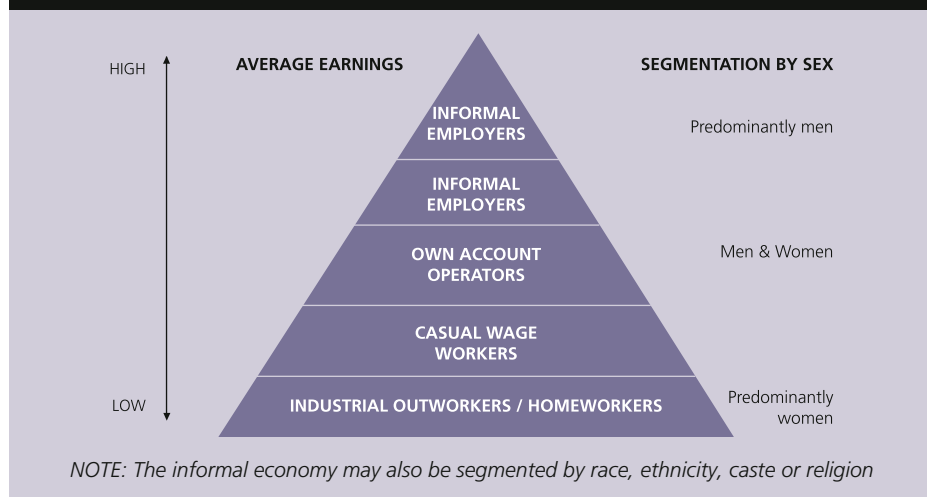 HIGH
AVERAGE EARNINGS
SEGMENTATION BY SEX
INFORMAL
EMPLOYERS
Predominantly men
INFORMAL
EMPLOYERS
OWN ACCOUNT
OPERATORS
Men & Women
CASUAL WAGE
WORKERS
LOW
INDUSTRIAL OUTWORKERS / HOMEWORKERS
Predominantly
women
NOTE: The informal economy may also be segmented by race, ethnicity, caste or religion